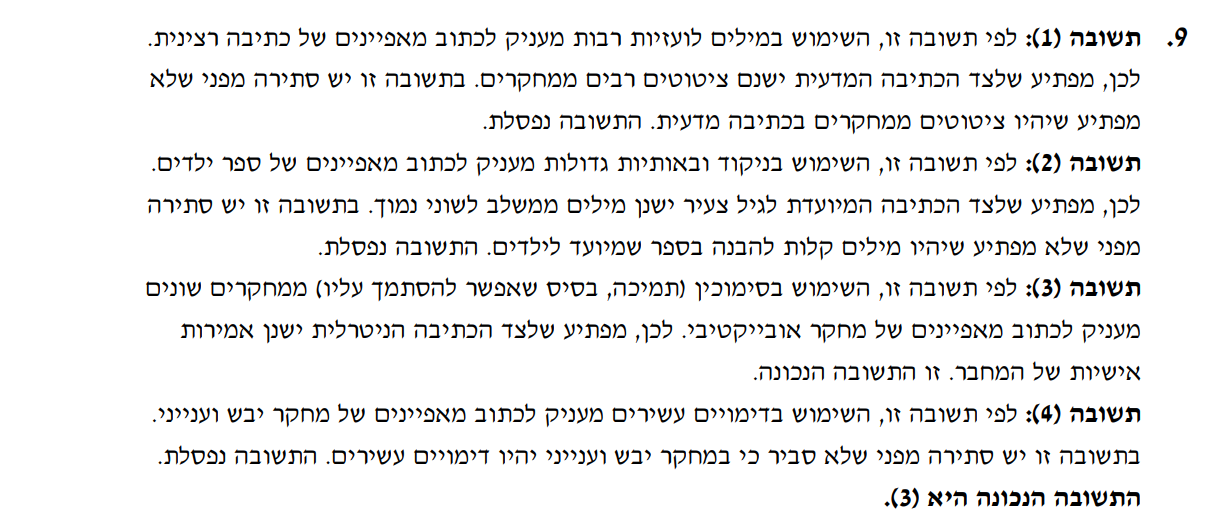 9. תשובה (1): לפי תשובה זו, השימוש במילים לועזיות רבות מעניק לכתוב מאפיינים של כתיבה רצינית.
לכן, מפתיע שלצד הכתיבה המדעית ישנם ציטוטים רבים ממחקרים. בתשובה זו יש סתירה מפני שלא
מפתיע שיהיו ציטוטים ממחקרים בכתיבה מדעית. התשובה נפסלת.
תשובה (2): לפי תשובה זו, השימוש בניקוד ובאותיות גדולות מעניק לכתוב מאפיינים של ספר ילדים.
לכן, מפתיע שלצד הכתיבה המיועדת לגיל צעיר ישנן מילים ממשלב לשוני נמוך. בתשובה זו יש סתירה
מפני שלא מפתיע שיהיו מילים קלות להבנה בספר שמיועד לילדים. התשובה נפסלת.
תשובה (3): לפי תשובה זו, השימוש בסימוכין (תמיכה, בסיס שאפשר להסתמך עליו) ממחקרים שונים
מעניק לכתוב מאפיינים של מחקר אובייקטיבי. לכן, מפתיע שלצד הכתיבה הניטרלית ישנן אמירות
אישיות של המחבר. זו התשובה הנכונה.
תשובה (4): לפי תשובה זו, השימוש בדימויים עשירים מעניק לכתוב מאפיינים של מחקר יבש וענייני.
בתשובה זו יש סתירה מפני שלא סביר כי במחקר יבש וענייני יהיו דימויים עשירים. התשובה נפסלת.
התשובה הנכונה היא (3).